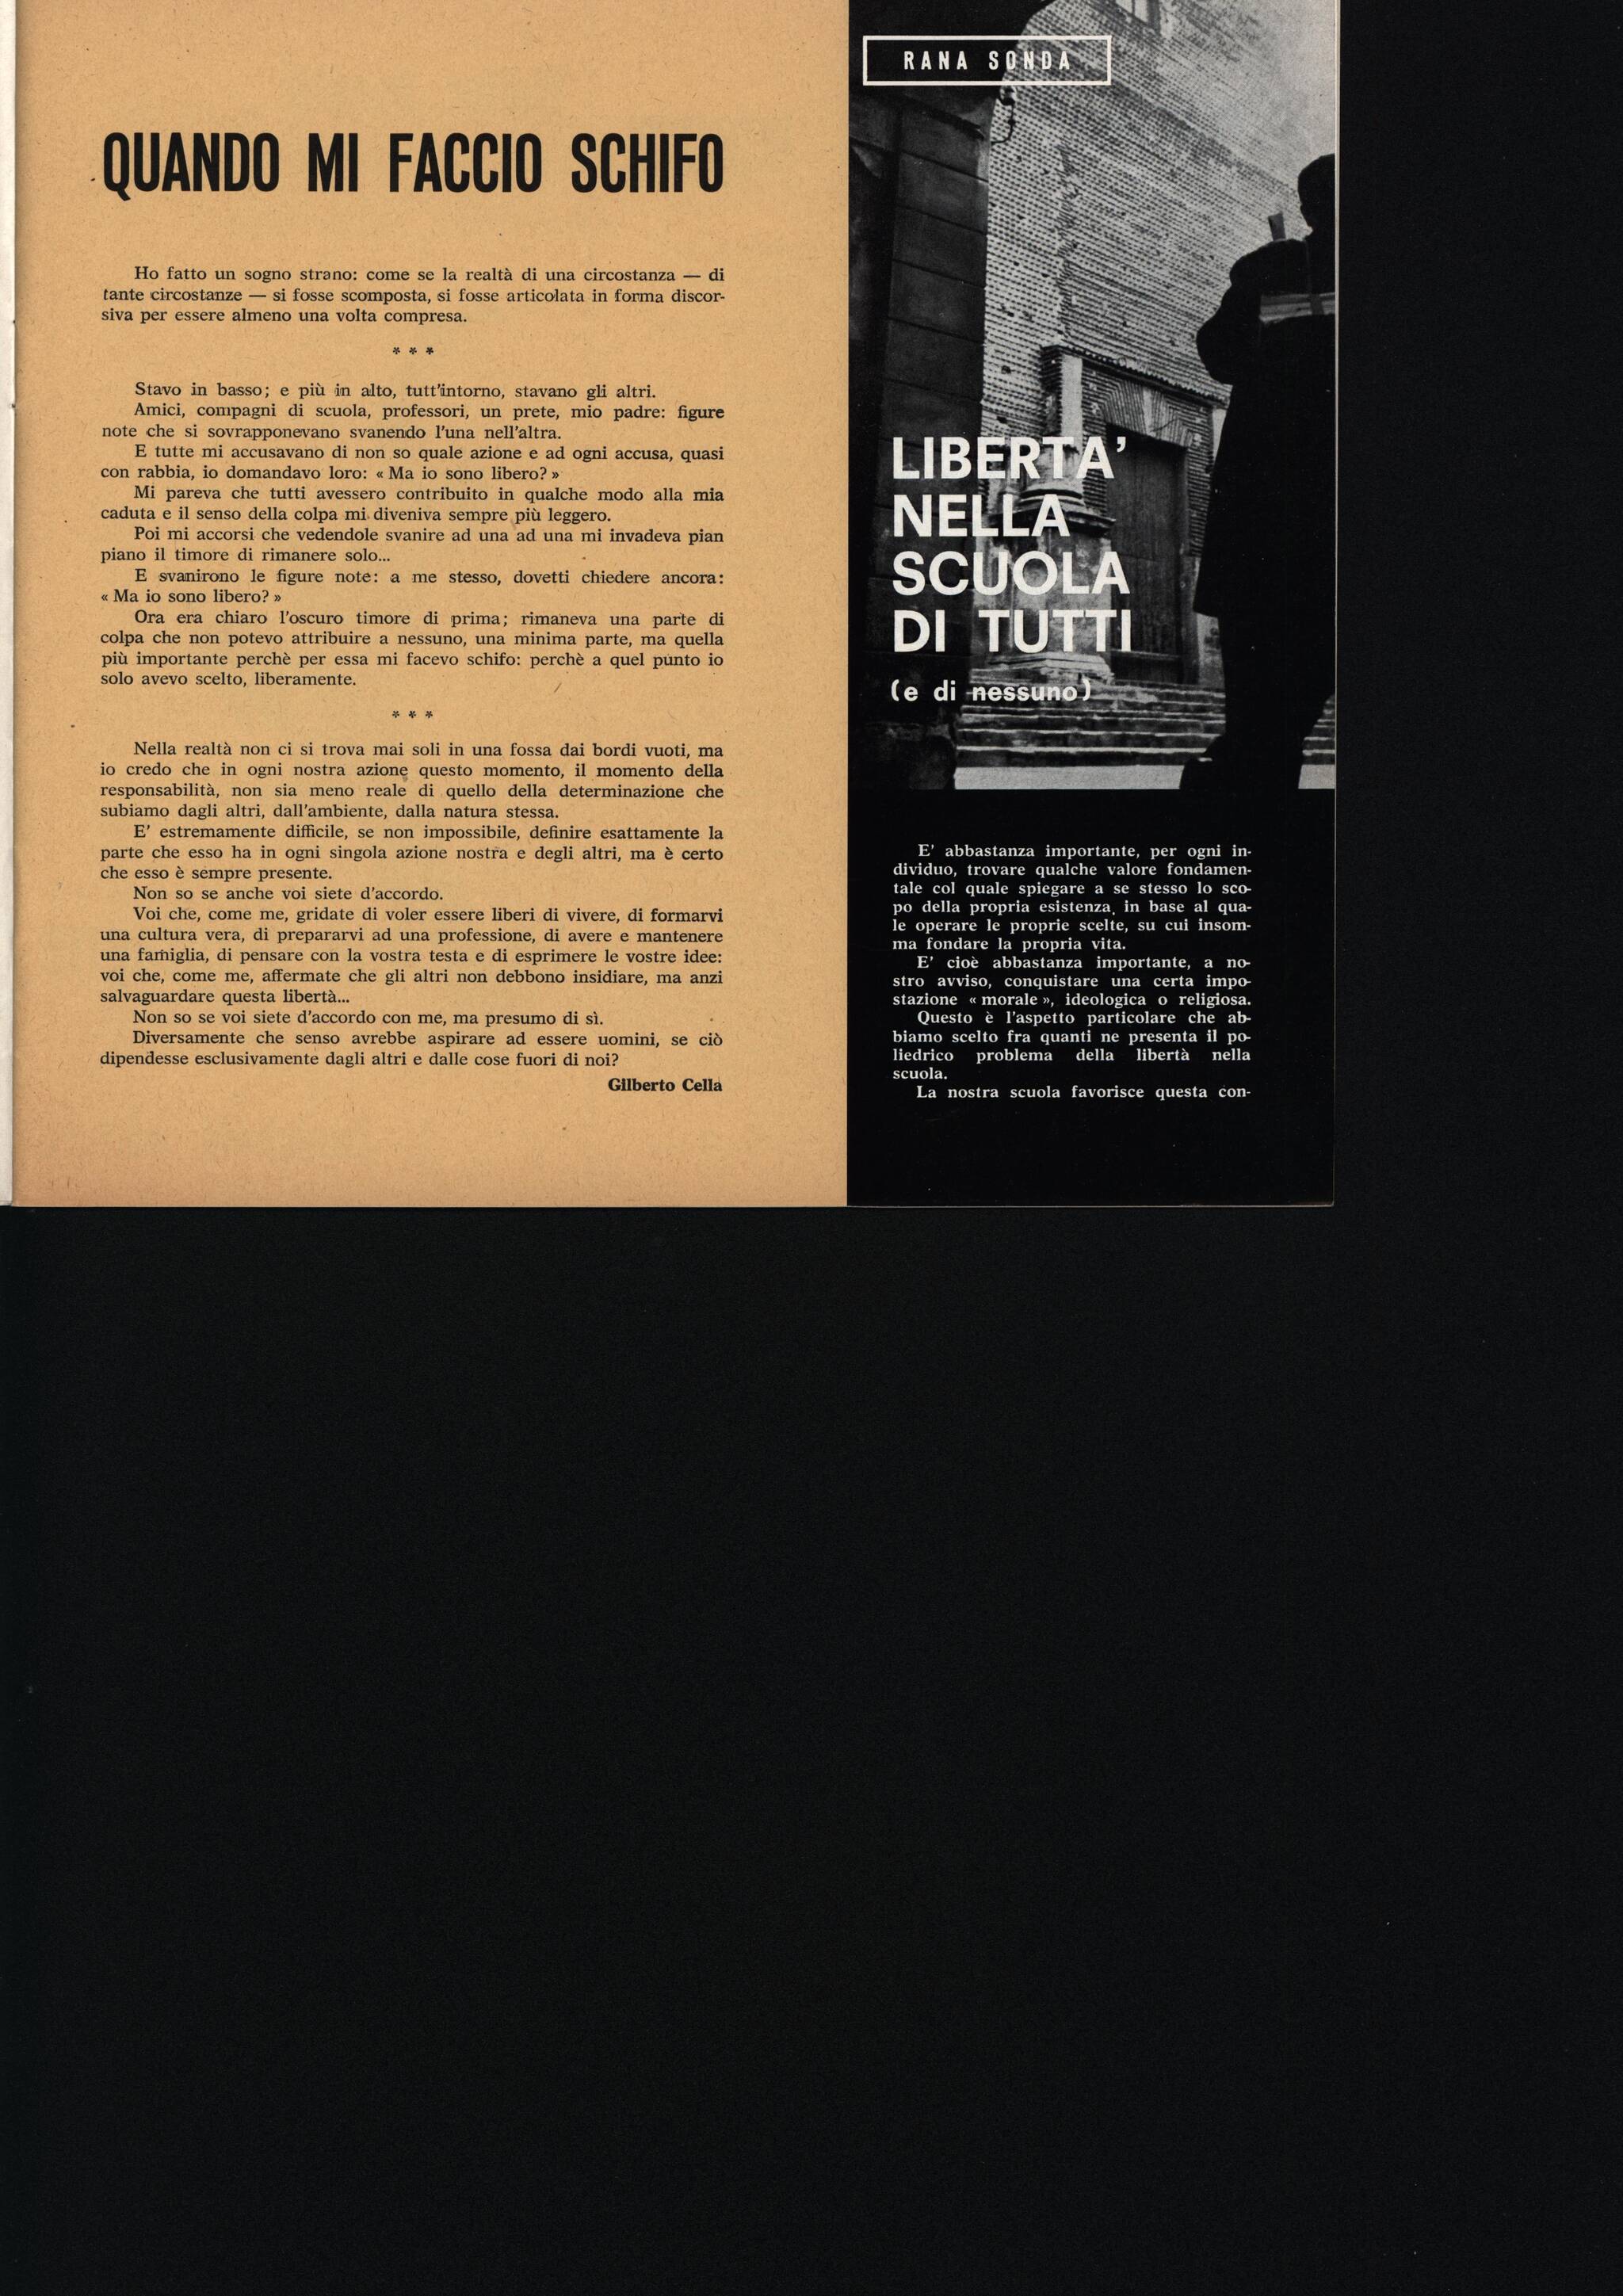 QUANDO MI FACCIO SCHIFO
Ho fatto un sogno strano: come se la realtà di una circostanza — di
tante circostanze — si fosse scomposta, si fosse articolata in forma discor-
siva per essere almeno una volta compresa.
* * *
Stavo in basso; e più in alto, tutt'intorno, stavano gli altri.
Amici, compagni di scuola, professori, un prete, mio padre: figure
note che si sovrapponevano svanendo l'una nell'altra.
E tutte mi accusavano di non so quale azione e ad ogni accusa, quasi
con rabbia, io domandavo loro: « Ma io sono libero? »
Mi pareva che tutti avessero contribuito in qualche modo alla mia
caduta e il senso della colpa mi diveniva sempre più leggero.
Poi mi accorsi che vedendole svanire ad una ad una mi invadeva pian
piano il timore di rimanere solo...
E svanirono le figure note: a me stesso, dovetti chiedere ancora:
« Ma io sono libero? »
Ora era chiaro l'oscuro timore di prima; rimaneva una parte di
colpa che non potevo attribuire a nessuno, una minima parte, ma quella
più importante perchè per essa mi facevo schifo: perchè a quel punto io
solo avevo scelto, liberamente.
* * *
Nella realtà non ci si trova mai soli in una fossa dai bordi vuoti, ma
io credo che in ogni nostra azione questo momento, il momento della
responsabilità, non sia meno reale di quello della determinazione che
subiamo dagli altri, dall'ambiente, dalla natura stessa.
E' estremamente difficile, se non impossibile, definire esattamente la
parte che esso ha in ogni singola azione nostra e degli altri, ma è certo
che esso è sempre presente.
Non so se anche voi siete d'accordo.
Voi che, come me, gridate di voler essere liberi di vivere, di formarvi
una cultura vera, di prepararvi ad una professione, di avere e mantenere
una famiglia, di pensare con la vostra testa e di esprimere le vostre idee:
voi che, come me, affermate che gli altri non debbono insidiare, ma anzi
salvaguardare questa libertà...
Non so se voi siete d'accordo con me, ma presumo di sì.
Diversamente che senso avrebbe aspirare ad essere uomini, se ciò
dipendesse esclusivamente dagli altri e dalle cose fuori di noi?
Gilberto Cella
RANA SONDA
LIBERTA'
NELLA
SCUOLA
DI TUTTI
(e di nessuno)
E' abbastanza importante, per ogni in-
dividuo, trovare qualche valore fondamen-
tale col quale spiegare a se stesso lo sco-
po della propria esistenza, in base al qua-
le operare le proprie scelte, su cui insom-
ma fondare la propria vita.
E' cioè abbastanza importante, a no-
stro avviso, conquistare una certa impo-
stazione « morale », ideologica o religiosa.
Questo è l'aspetto particolare che ab-
biamo scelto fra quanti ne presenta il po-
liedrico problema della libertà nella
scuola.
La nostra scuola favorisce questa con-